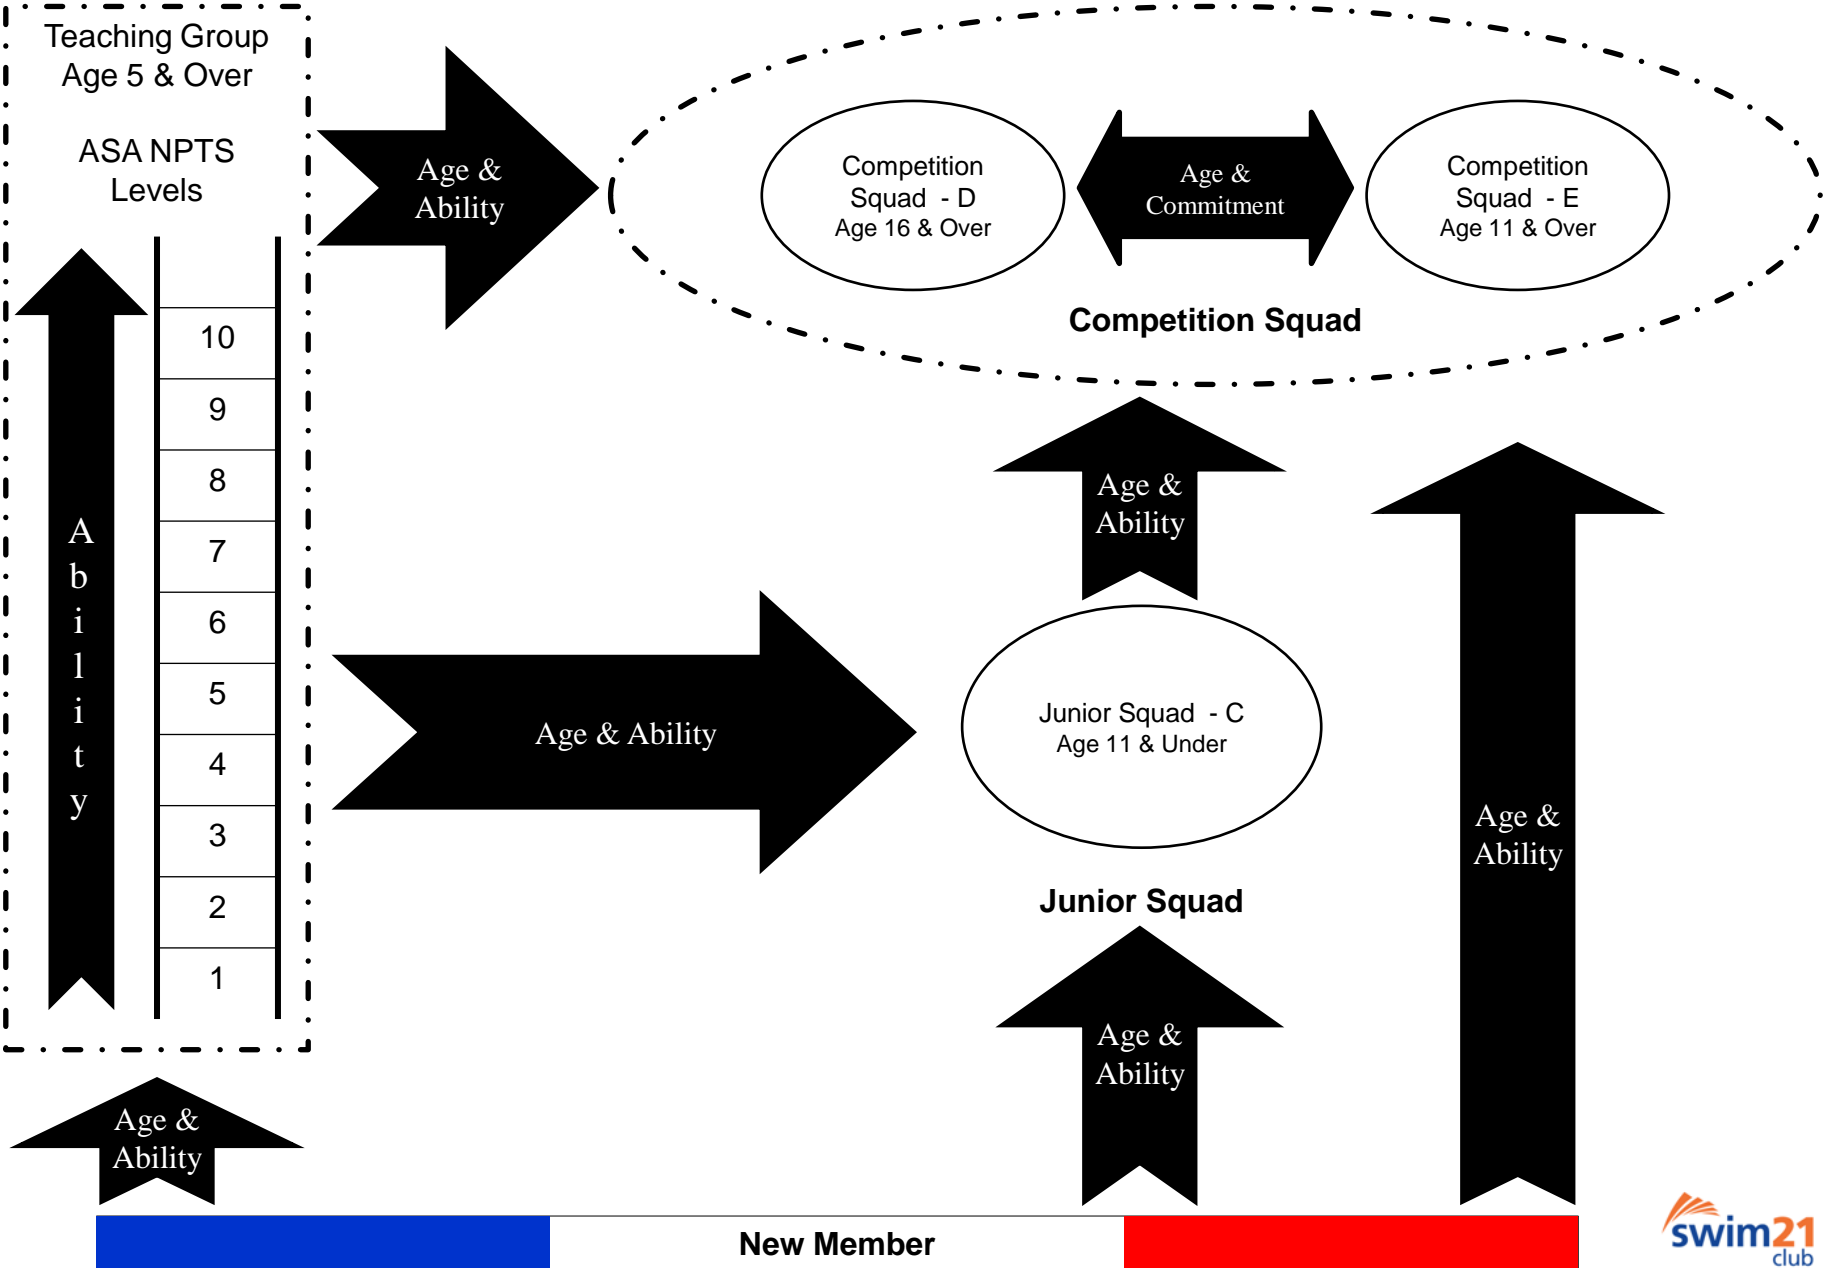 Teaching Group
Age 5 & Over
ASA NPTS
Levels
10
9
8
7
6
5
4
3
2
1
A
b
i
l
i
t
y
Age &
Ability
Age &
Ability
Competition
Squad - D
Age 16 & Over
Age &
Commitment
Competition
Squad - E
Age 11 & Over
Competition Squad
Age &
Ability
Age & Ability
Junior Squad - C
Age 11 & Under
Junior Squad
Age &
Ability
Age &
Ability
New Member
swim21
club